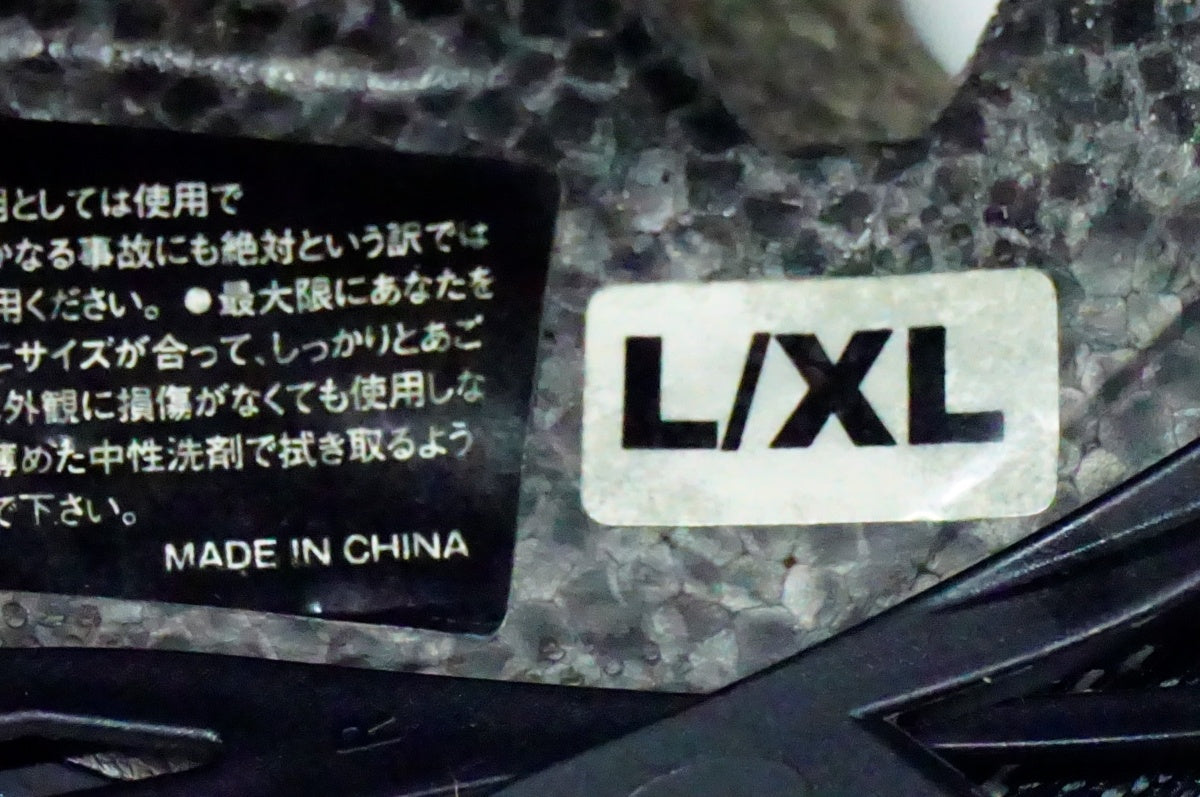 用としては使用で
かなる事故にも絶対という訳では
用ください。●最大限にあなたを
にサイズが合って、しっかりとあご
外観に損傷がなくても使用しな
薄めた中性洗剤で拭き取るよう
で下さい。
MADE IN CHINA
L/XL